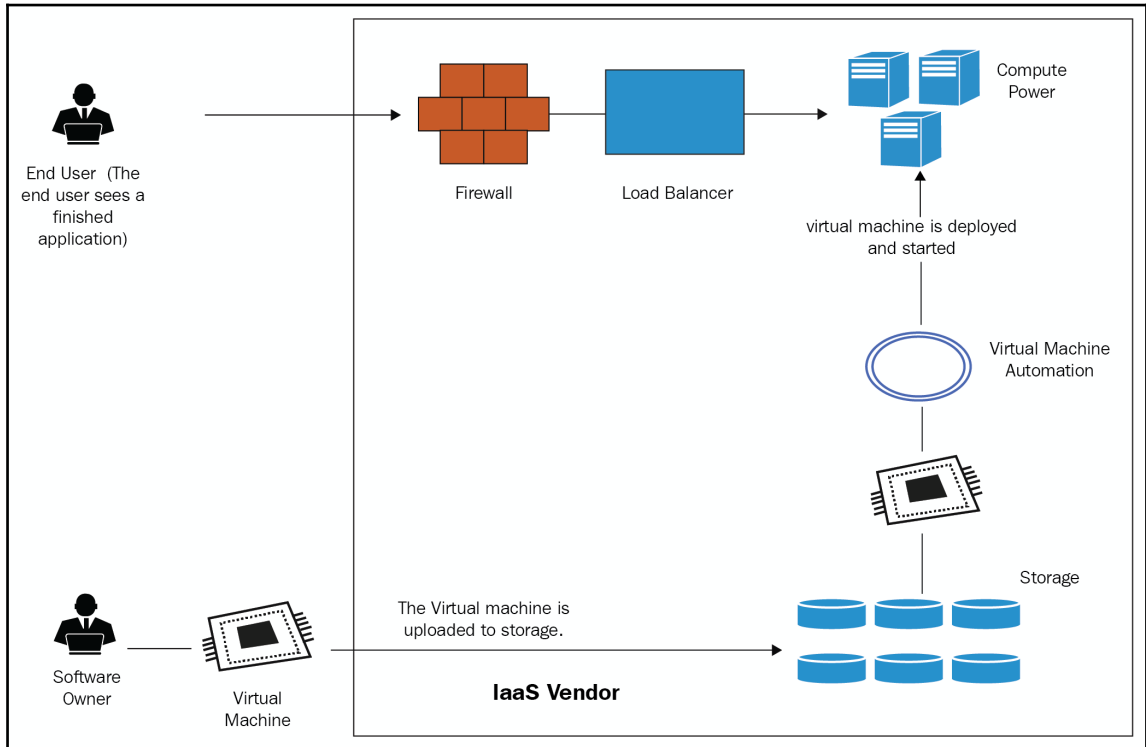 End User (The
end user sees a
finished
application)
Firewall
Load Balancer
Compute
Power
virtual machine is deployed
and started
Virtual Machine
Automation
Storage
Software
Owner
Virtual
Machine
The Virtual machine is
uploaded to storage.
IaaS Vendor